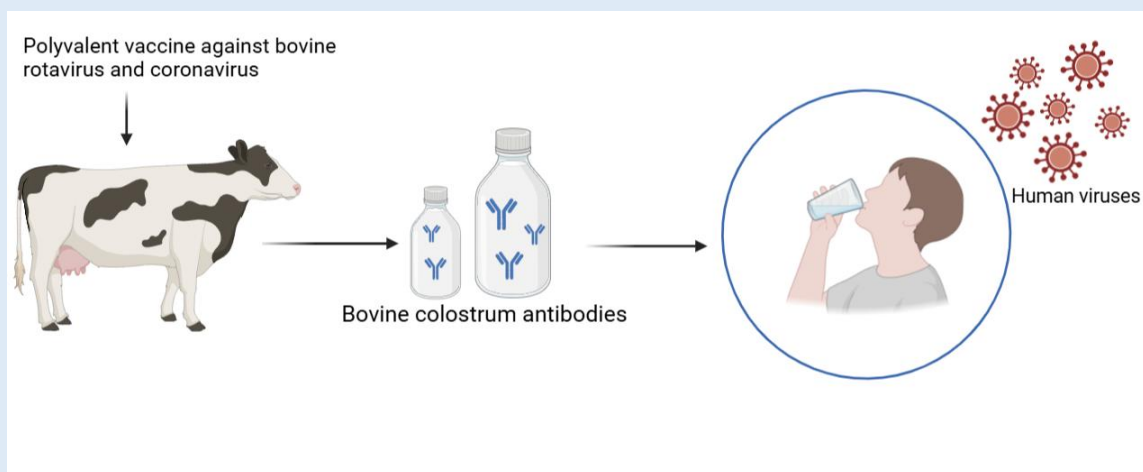 Polyvalent vaccine against bovine
rotavirus and coronavirus
Human viruses
Bovine colostrum antibodies